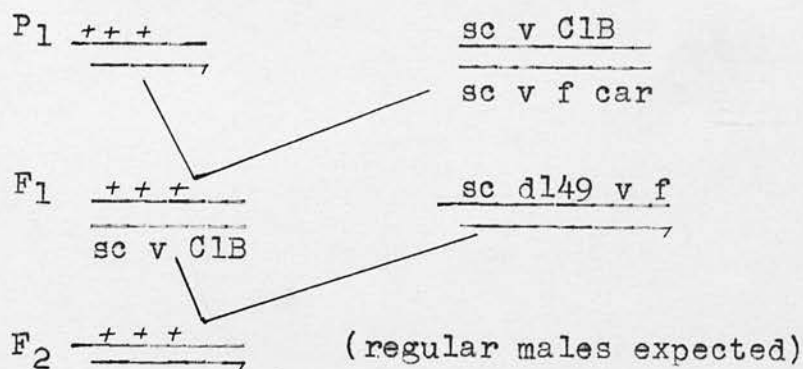 P1 + + + sc v ClB
sc v f car
F1 + + + sc dl49 v f
sc v ClB
F2 + + + (regular males expected)